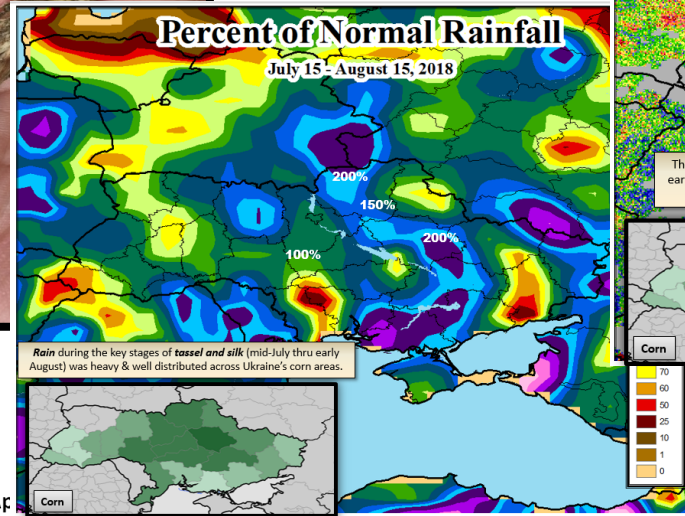 Percent of Normal Rainfall
July 15 - August 15, 2018
200%
150%
200%
100%
Rain during the key stages of tassel and silk (mid-July thru early
August) was heavy & well distributed across Ukraine's corn areas.
Corn
Corn
70
60
50
25
10
1
0